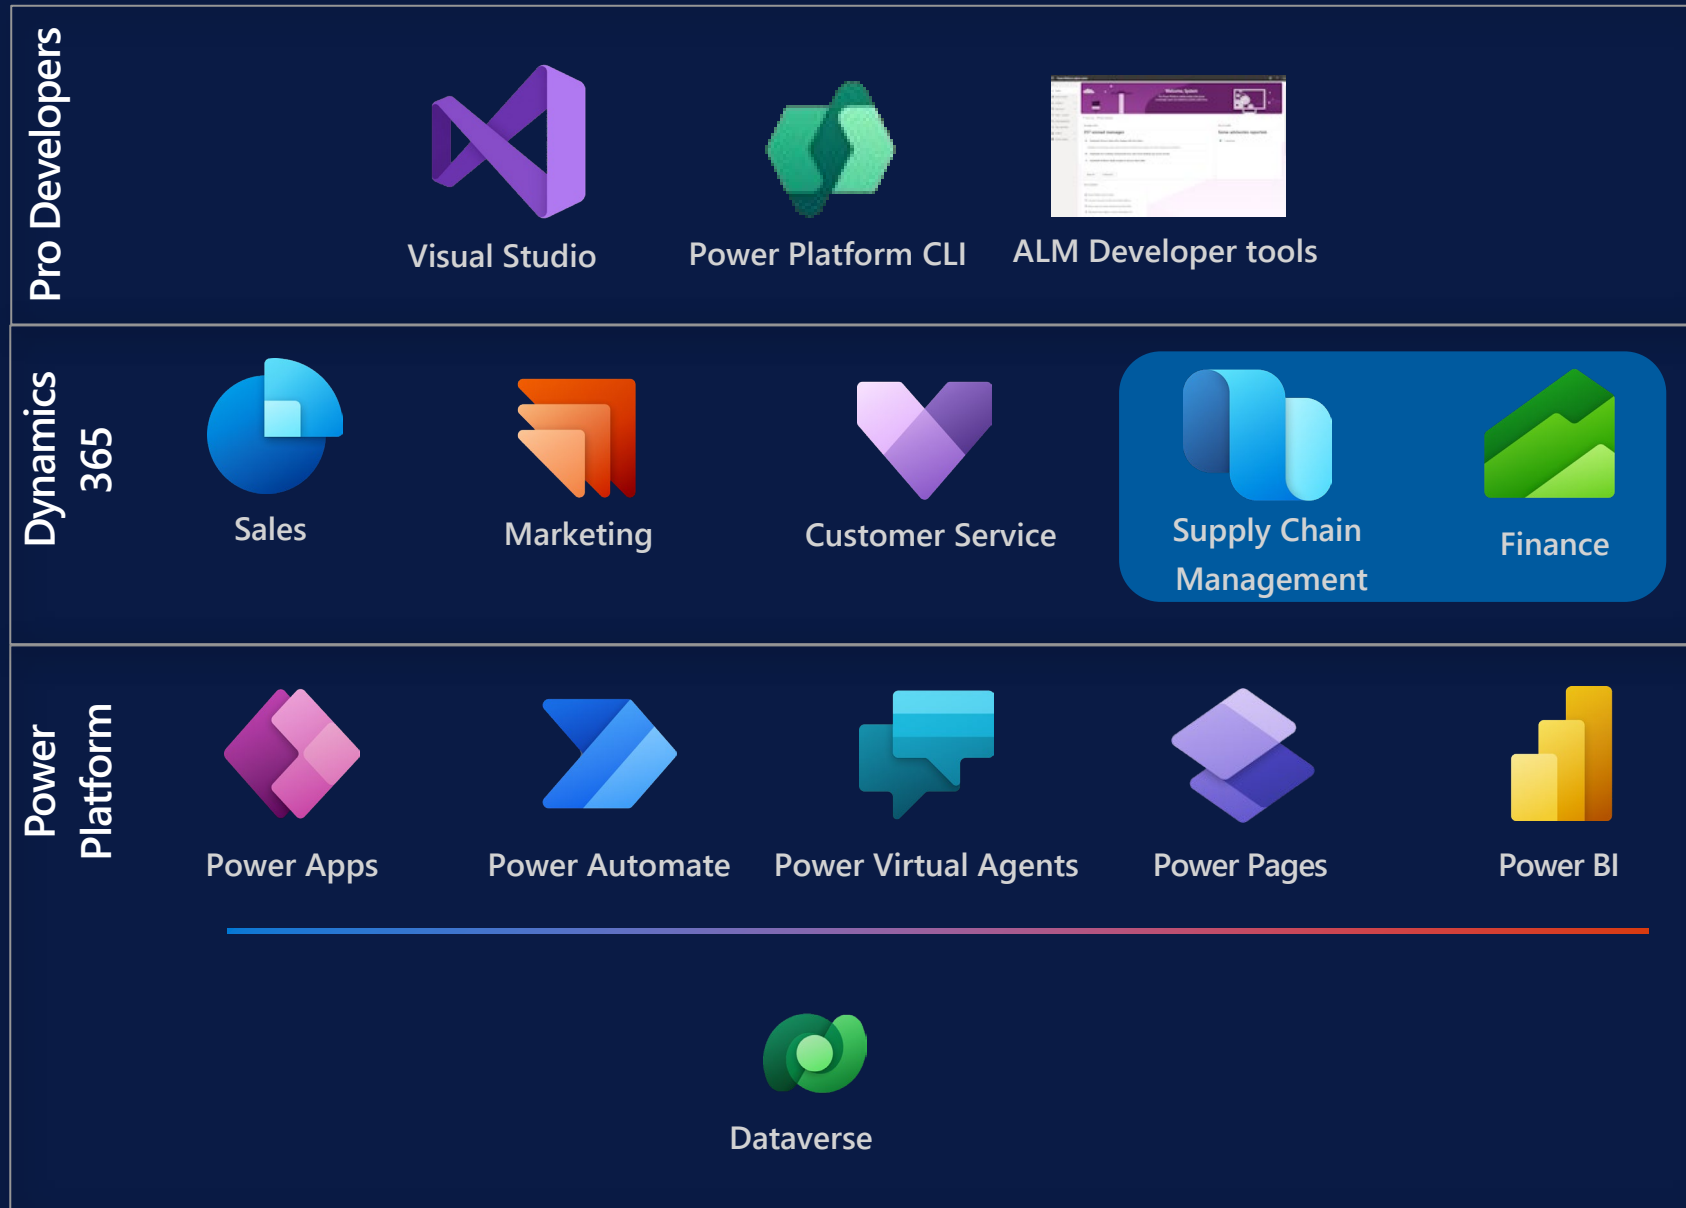 Pro Developers
Visual Studio
Power Platform CLI
ALM Developer tools
Dynamics
365
Sales
Marketing
Customer Service
Supply Chain
Management
Finance
Power
Platform
Power Apps
Power Automate
Power Virtual Agents
Power Pages
Power BI
Dataverse